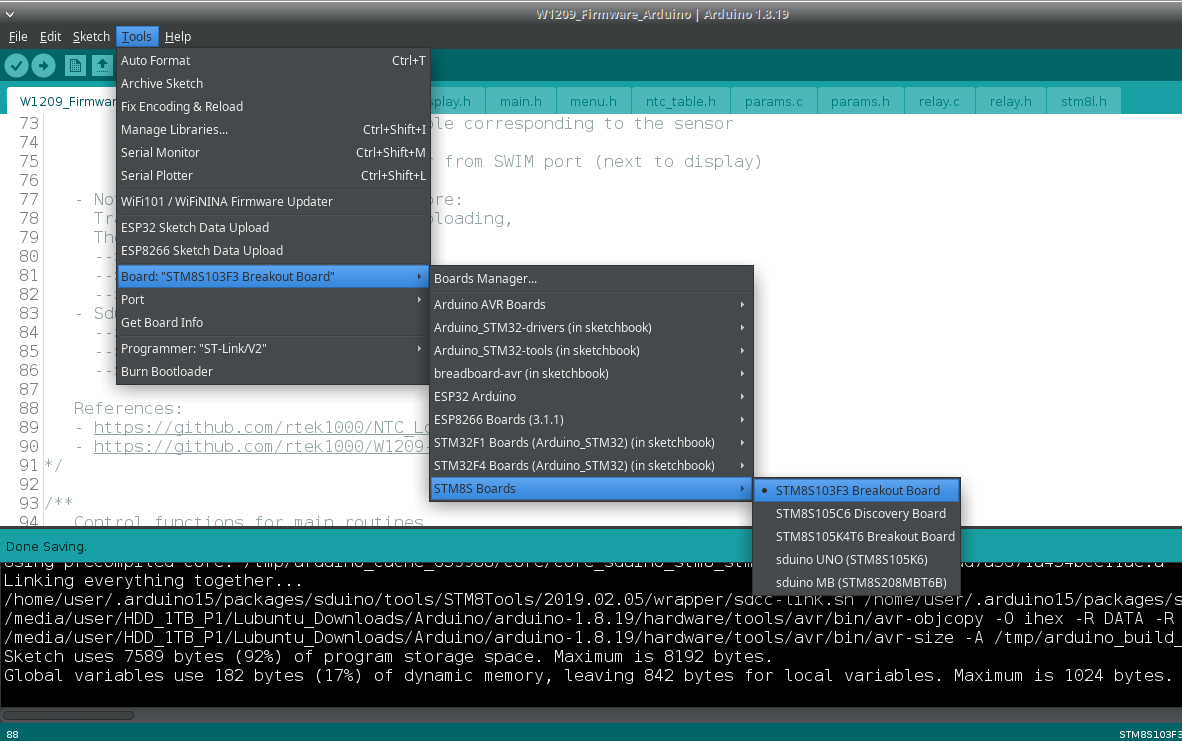 W1209_Firmware_Arduino | Arduino 1.8.19
File Edit Sketch Tools Help
Auto Format Ctrl+T
Archive Sketch
Fix Encoding & Reload
Manage Libraries... Ctrl+Shift+I
Serial Monitor Ctrl+Shift+M
Serial Plotter Ctrl+Shift+L
WiFi101 / WiFiNINA Firmware Updater
ESP32 Sketch Data Upload
ESP8266 Sketch Data Upload
Board: "STM8S103F3 Breakout Board"
Port
Get Board Info
Programmer: "ST-Link/V2"
Burn Bootloader
Boards Manager...
Arduino AVR Boards
Arduino_STM32-drivers (in sketchbook)
Arduino_STM32-tools (in sketchbook)
breadboard-avr (in sketchbook)
ESP32 Arduino
ESP8266 Boards (3.1.1)
STM32F1 Boards (Arduino_STM32) (in sketchbook)
STM32F4 Boards (Arduino_STM32) (in sketchbook)
STM8S Boards
STM8S103F3 Breakout Board
STM8S105C6 Discovery Board
STM8S105K4T6 Breakout Board
sduino UNO (STM8S105K6)
sduino MB (STM8S208MBT6B)
W1209_Firmwar splay.h main.h menu.h ntc_table.h params.c params.h relay.c relay.h stm8l.h
73 ble corresponding to the sensor
74
75 from SWIM port (next to display)
76
77 - No ore:
78 Tr loading,
79 Th
80 --
81 --
82 --
83 - Sd
84 --
85 --
86 --
87
88 References:
89 - https://github.com/rtek1000/NTC_Lo
90 - https://github.com/rtek1000/W1209-
91 */
92
93 /**
94 Control functions for main routines
Done Saving.
Using precompiled core: /tmp/arduino_cache_639988/core/core_sduino_stm8_stm
Linking everything together...
/home/user/.arduino15/packages/sduino/tools/STM8Tools/2019.02.05/wrapper/sdcc-link.sh /home/user/.arduino15/packages/s
/media/user/HDD_1TB_P1/Lubuntu_Downloads/Arduino/arduino-1.8.19/hardware/tools/avr/bin/avr-objcopy -O ihex -R DATA -R
/media/user/HDD_1TB_P1/Lubuntu_Downloads/Arduino/arduino-1.8.19/hardware/tools/avr/bin/avr-size -A /tmp/arduino_build_
Sketch uses 7589 bytes (92%) of program storage space. Maximum is 8192 bytes.
Global variables use 182 bytes (17%) of dynamic memory, leaving 842 bytes for local variables. Maximum is 1024 bytes.
88 STM8S103F3